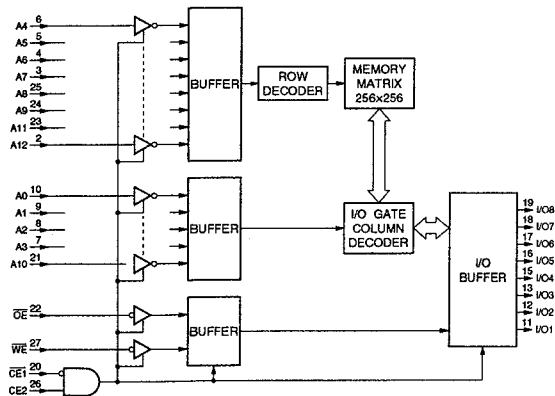 A4 6
A5 5
A6 4
A7 3
A8 25
A9 24
A11 23
A12 2
BUFFER
ROW
DECODER
MEMORY
MATRIX
256x256
A0 10
A1 9
A2 8
A3 7
A10 21
BUFFER
I/O GATE
COLUMN
DECODER
I/O
BUFFER
19 I/O8
18 I/O7
17 I/O6
16 I/O5
15 I/O4
13 I/O3
12 I/O2
11 I/O1
O̅E̅ 22
W̅E̅ 27
BUFFER
C̅E̅1̅ 20
CE2 26